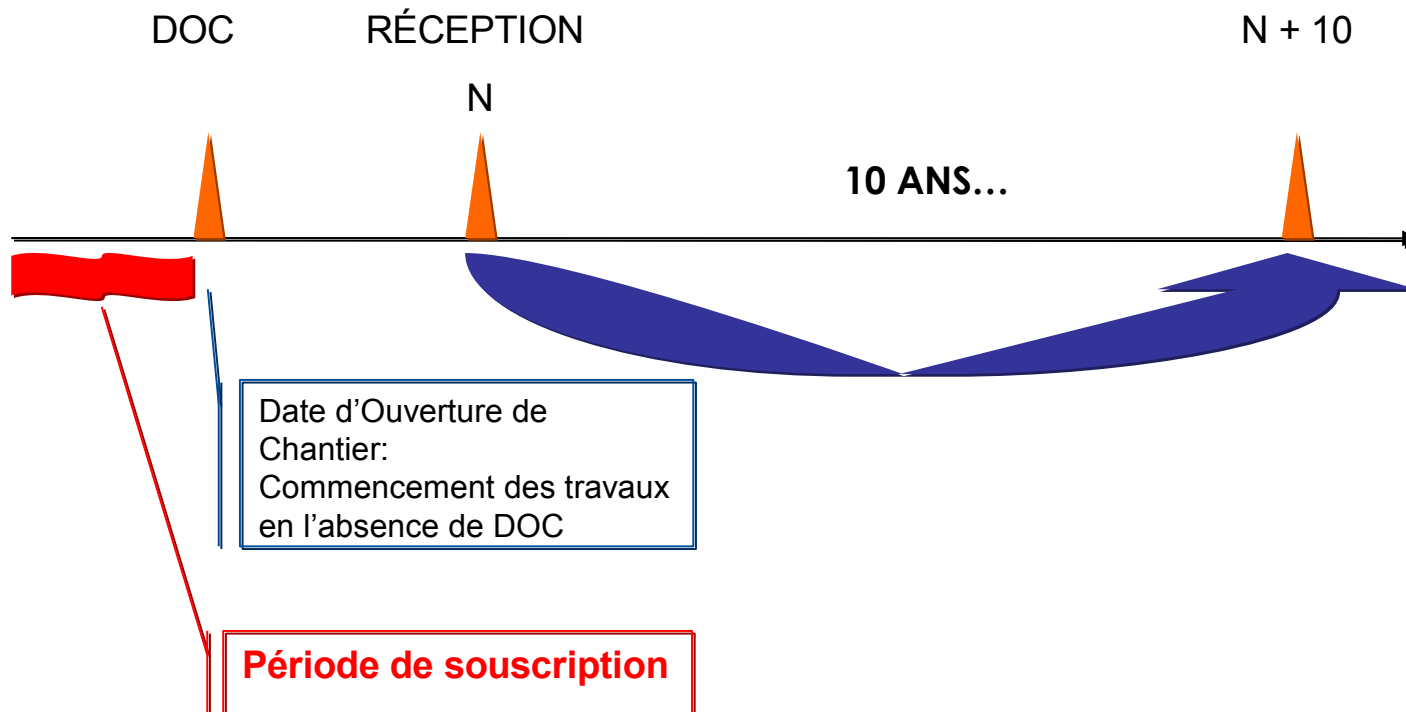 DOC RÉCEPTION N + 10
N
10 ANS…
Date d’Ouverture de
Chantier:
Commencement des travaux
en l’absence de DOC
Période de souscription